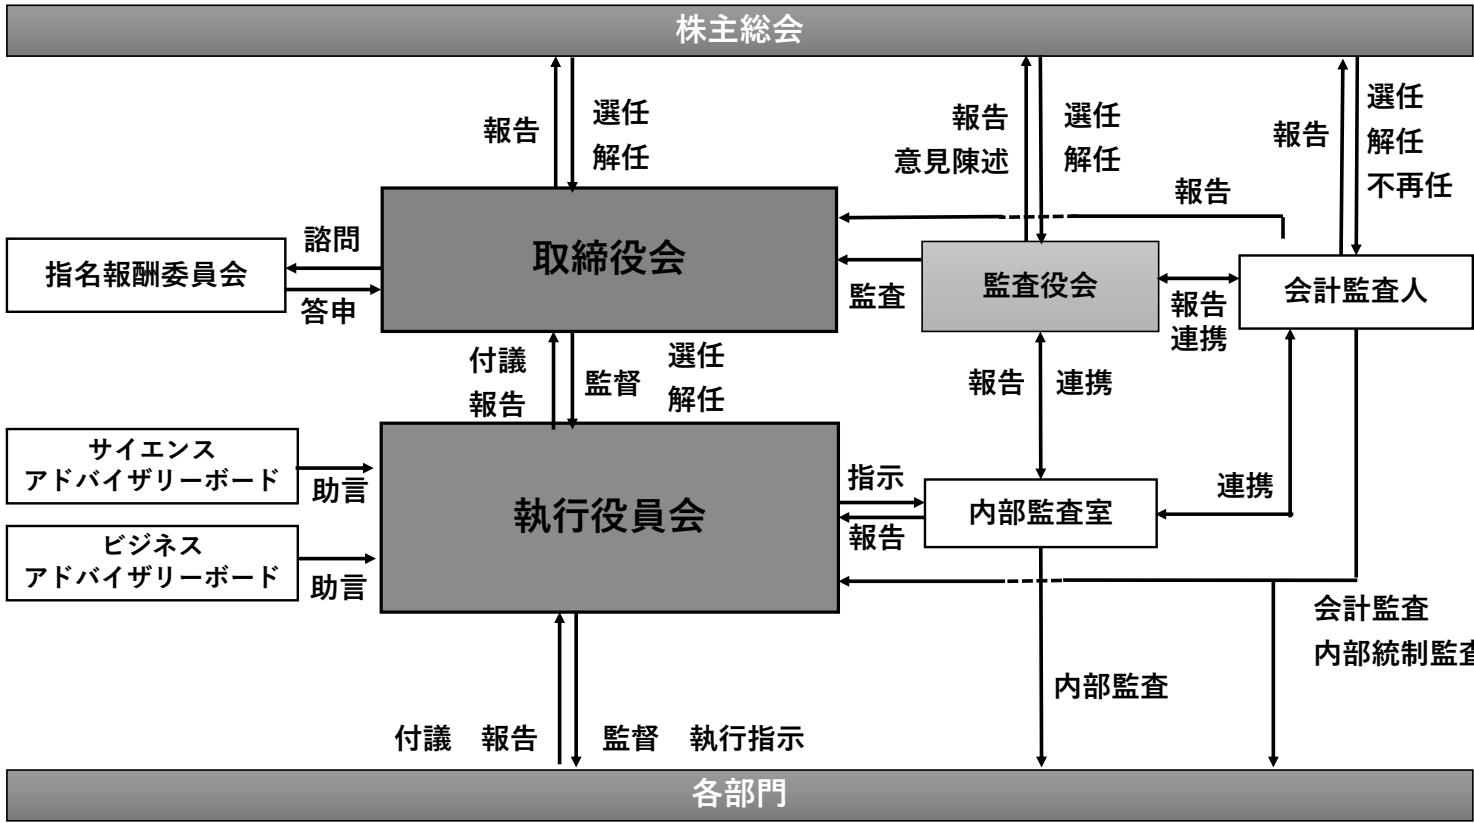 株主総会
報告
選任
解任
報告
意見陳述
選任
解任
報告
選任
解任
不再任
報告
諮問
指名報酬委員会
答申
取締役会
監査
監査役会
報告
連携
会計監査人
付議
報告
監督
選任
解任
報告 連携
サイエンス
アドバイザリーボード
助言
ビジネス
アドバイザリーボード
助言
執行役員会
指示
報告
内部監査室
連携
会計監査
内部統制監査
内部監査
付議 報告
監督 執行指示
各部門